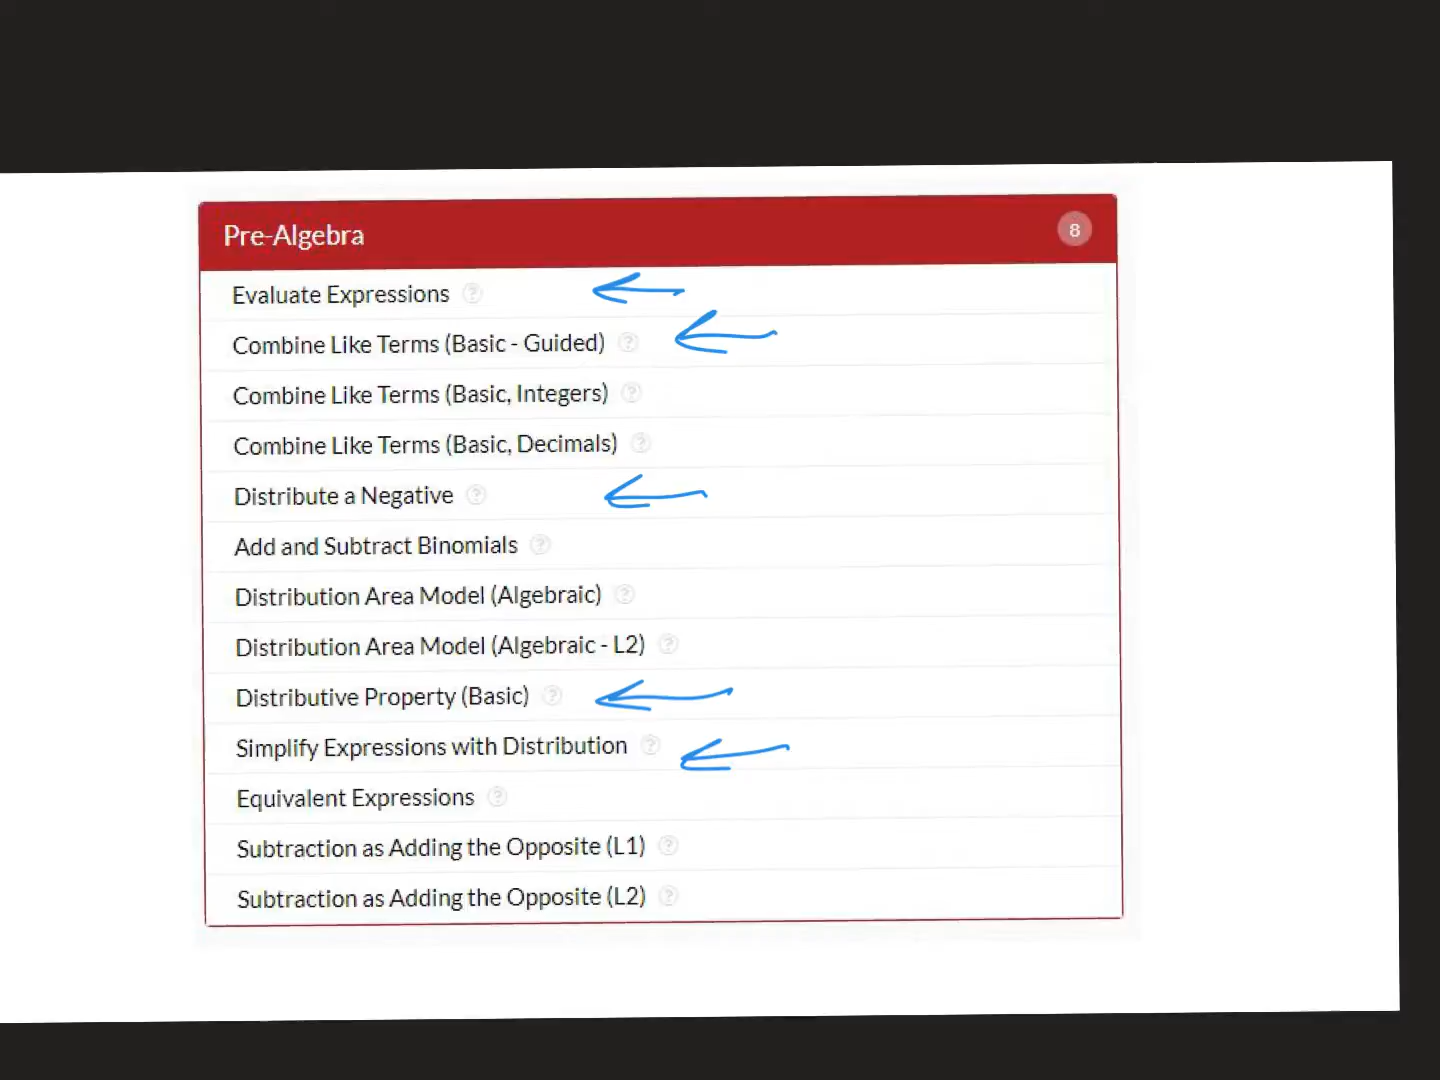 Pre-Algebra 8
Evaluate Expressions ?
Combine Like Terms (Basic - Guided) ?
Combine Like Terms (Basic, Integers) ?
Combine Like Terms (Basic, Decimals) ?
Distribute a Negative ?
Add and Subtract Binomials ?
Distribution Area Model (Algebraic) ?
Distribution Area Model (Algebraic - L2) ?
Distributive Property (Basic) ?
Simplify Expressions with Distribution ?
Equivalent Expressions ?
Subtraction as Adding the Opposite (L1) ?
Subtraction as Adding the Opposite (L2) ?